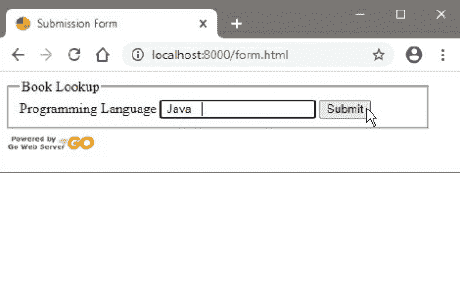 Submission Form
localhost:8000/form.html
Book Lookup
Programming Language Java Submit
Powered by
Go Web Server GO